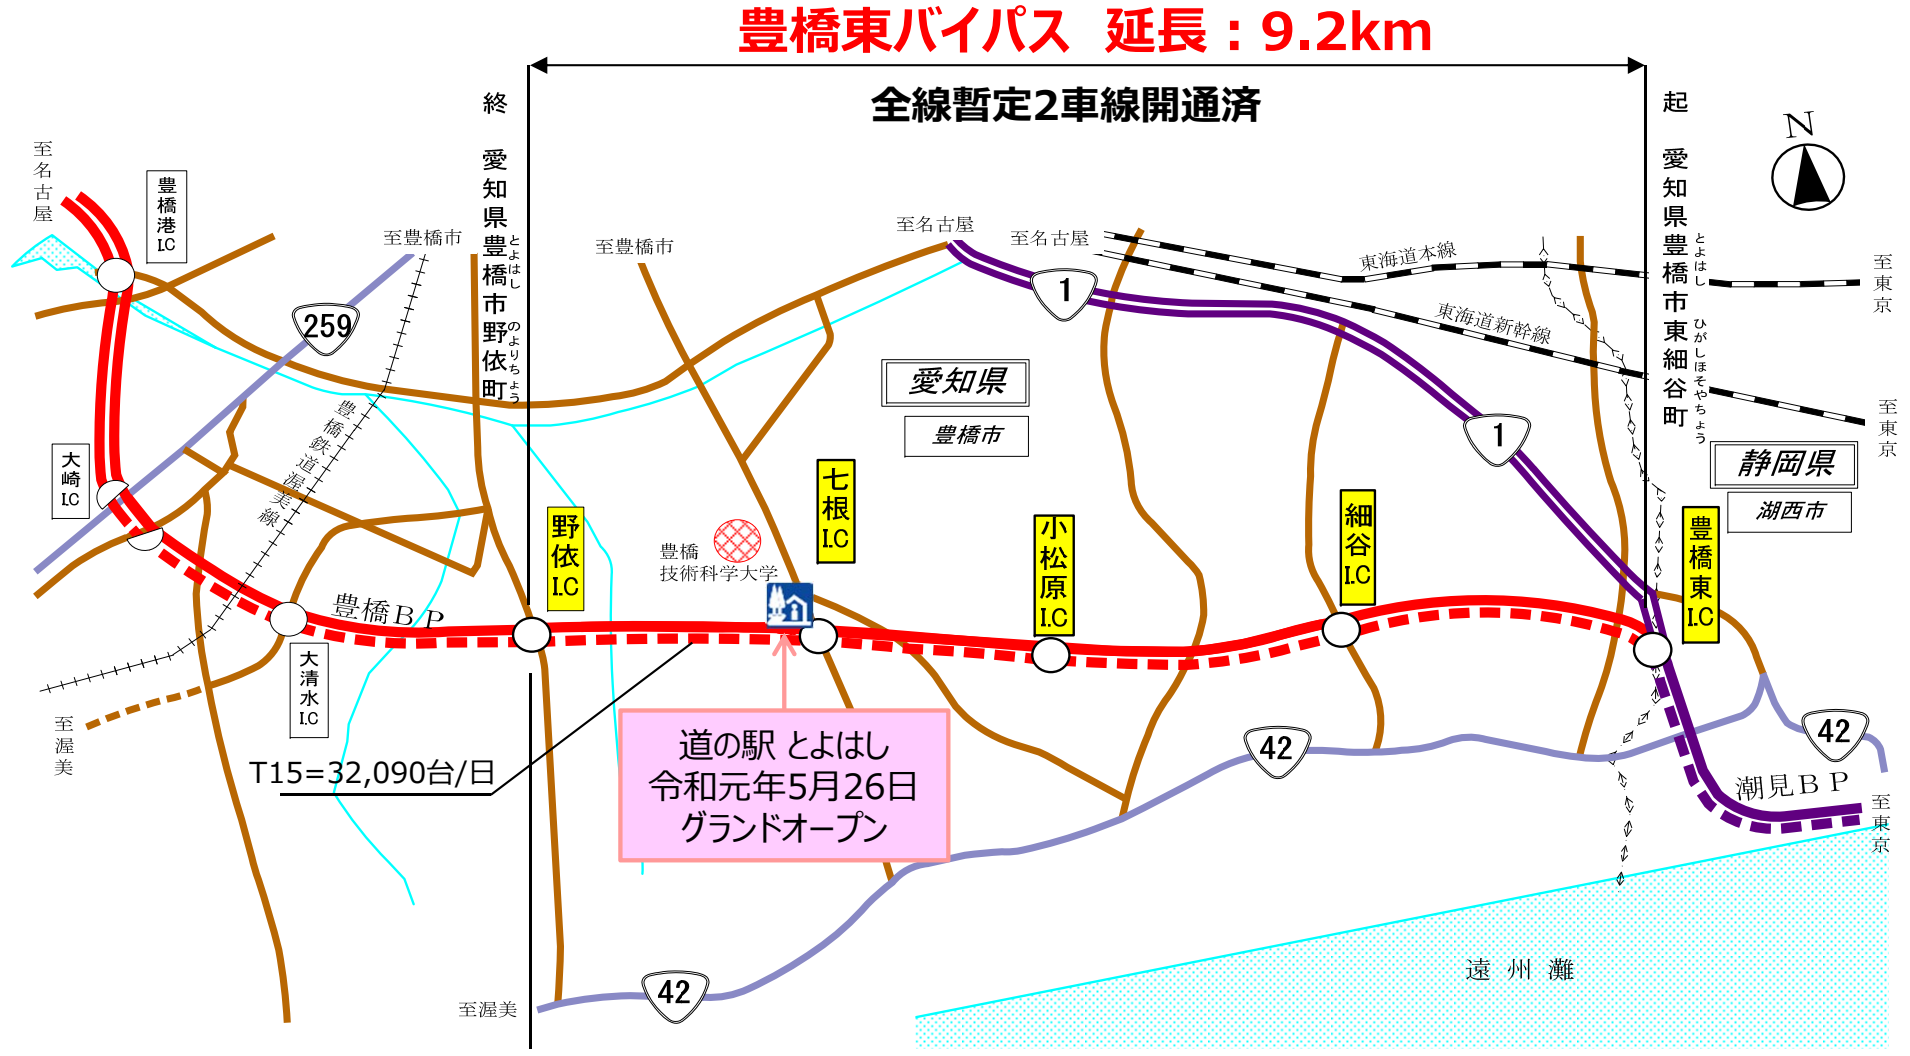 豊橋東バイパス 延長：9.2km
全線暫定2車線開通済
終 愛知県豊橋市野依町
とよはし
のよりちょう
起 愛知県豊橋市東細谷町
とよはし
ひがしほそやちょう
N
至名古屋
豊橋港I.C
至豊橋市
至豊橋市
至名古屋
至名古屋
東海道本線
東海道新幹線
至東京
至東京
259
1
1
愛知県
豊橋市
静岡県
湖西市
大崎I.C
豊橋鉄道渥美線
野依I.C
豊橋
技術科学大学
七根I.C
小松原I.C
細谷I.C
豊橋東I.C
豊橋BP
大清水I.C
至渥美
T15=32,090台/日
道の駅 とよはし
令和元年5月26日
グランドオープン
42
42
42
潮見BP
至東京
遠州灘
至渥美